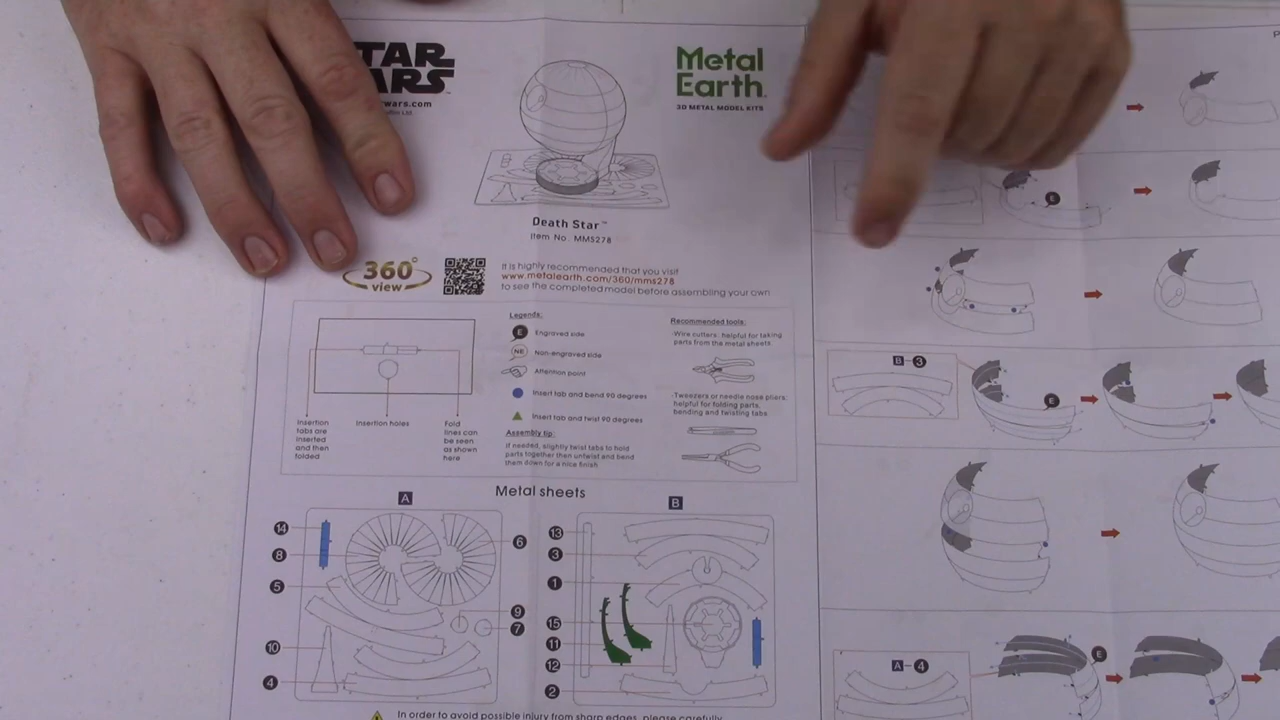 TAR
ARS
wars.com
Metal
Earth
3D METAL MODEL KITS
Death Star™
Item No. MMS278
360°
view
It is highly recommended that you visit
www.metalearth.com/360/mms278
to see the completed model before assembling your own
Insertion
tabs are
inserted
and then
folded
Insertion holes
Fold
lines can
be seen
as shown
here
Legends:
E Engraved side
NE Non-engraved side
Attention point
Insert tab and bend 90 degrees
Insert tab and twist 90 degrees
Assembly tip:
If needed, slightly twist tabs to hold
parts together then untwist and bend
them down for a nice finish
Recommended tools:
·Wire cutters: helpful for taking
parts from the metal sheets
·Tweezers or needle nose pliers:
helpful for folding parts,
bending and twisting tabs
Metal sheets
A
14
8
5
10
4
6
9
7
B
13
3
1
15
11
12
2
In order to avoid possible injury from sharp edges, please carefully
P
E
B-3
E
A-4
E